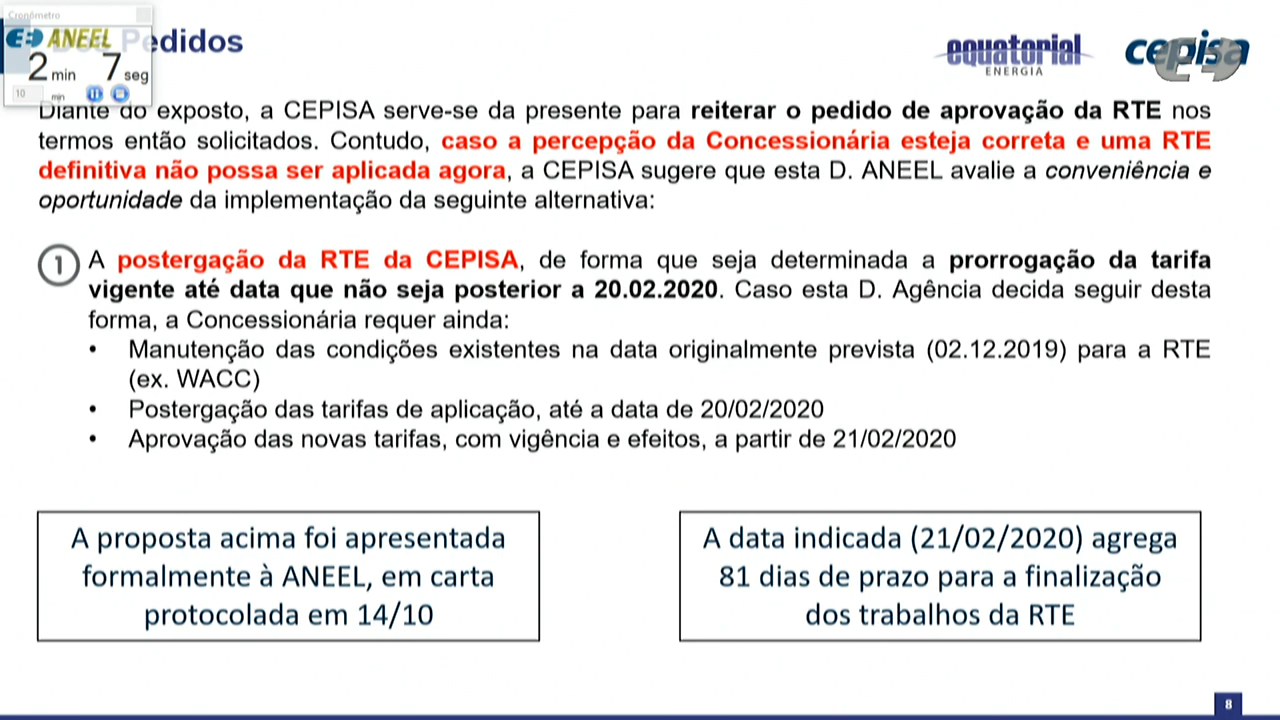 Cronômetro
ANEEL
2 min 7 seg
10 min
Pedidos
equatorial
ENERGIA
cepisa
Diante do exposto, a CEPISA serve-se da presente para reiterar o pedido de aprovação da RTE nos
termos então solicitados. Contudo, caso a percepção da Concessionária esteja correta e uma RTE
definitiva não possa ser aplicada agora, a CEPISA sugere que esta D. ANEEL avalie a conveniência e
oportunidade da implementação da seguinte alternativa:
1 A postergação da RTE da CEPISA, de forma que seja determinada a prorrogação da tarifa
vigente até data que não seja posterior a 20.02.2020. Caso esta D. Agência decida seguir desta
forma, a Concessionária requer ainda:
• Manutenção das condições existentes na data originalmente prevista (02.12.2019) para a RTE
(ex. WACC)
• Postergação das tarifas de aplicação, até a data de 20/02/2020
• Aprovação das novas tarifas, com vigência e efeitos, a partir de 21/02/2020
A proposta acima foi apresentada
formalmente à ANEEL, em carta
protocolada em 14/10
A data indicada (21/02/2020) agrega
81 dias de prazo para a finalização
dos trabalhos da RTE
8